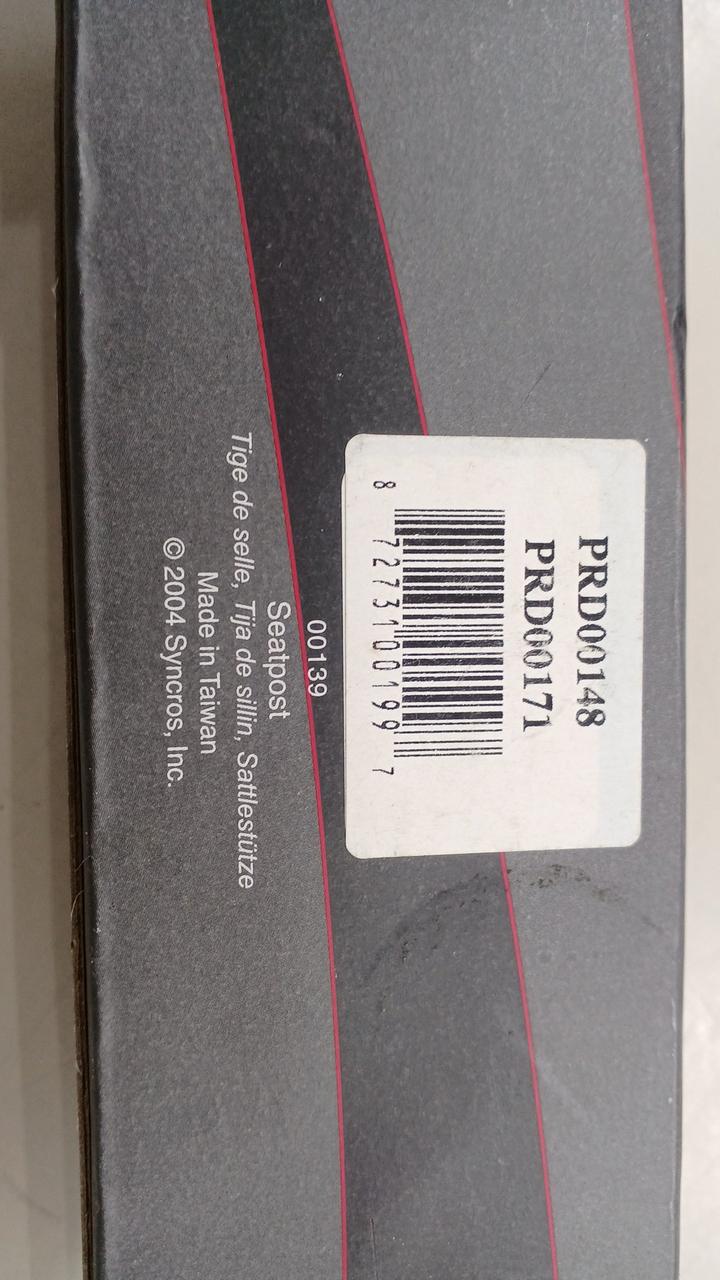 PRD00148
PRD00171
8 72731 00199 7
00139
Seatpost
Tige de selle, Tija de sillin, Sattlestütze
Made in Taiwan
© 2004 Syncros, Inc.